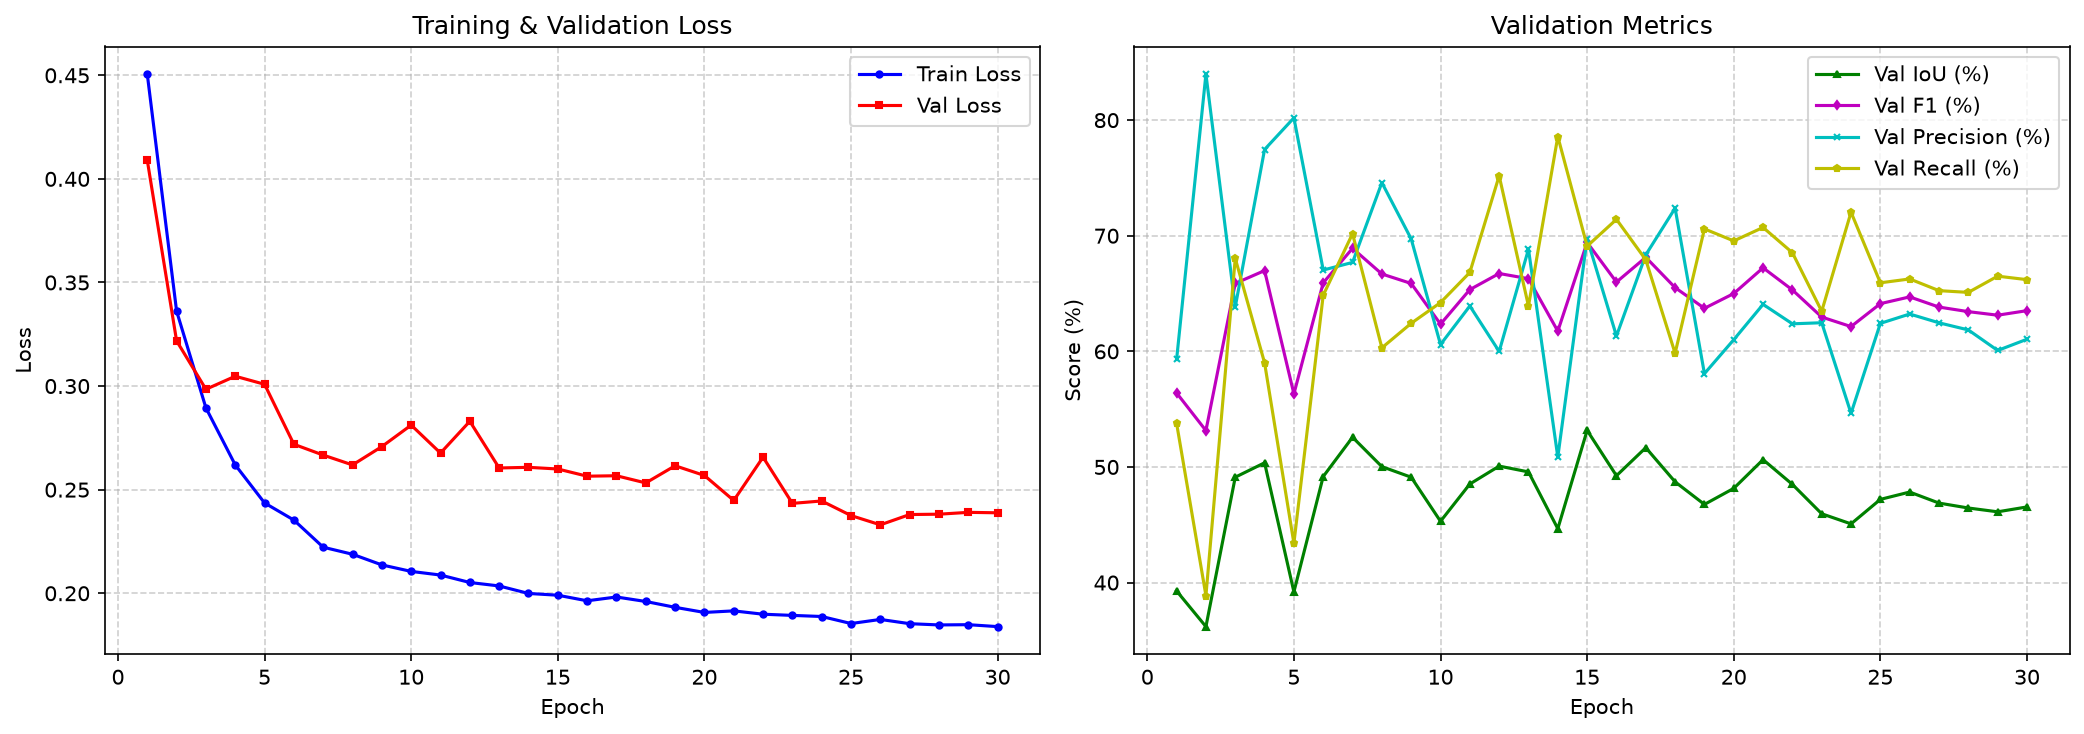 Training & Validation Loss
Train Loss
Val Loss
0.45
0.40
0.35
0.30
0.25
0.20
Loss
0 5 10 15 20 25 30
Epoch
Validation Metrics
Val IoU (%)
Val F1 (%)
Val Precision (%)
Val Recall (%)
80
70
60
50
40
Score (%)
0 5 10 15 20 25 30
Epoch